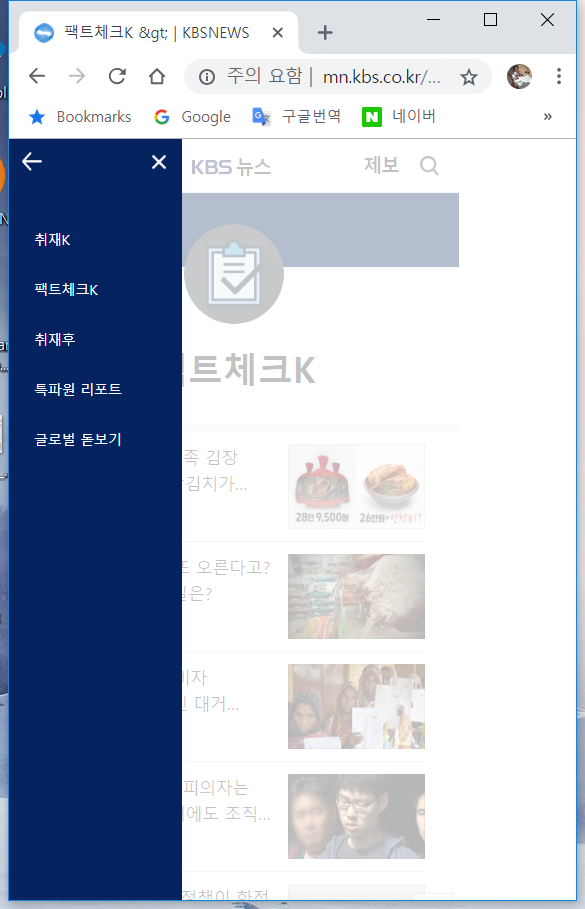 팩트체크K &gt; | KBSNEWS
주의 요함 | mn.kbs.co.kr/...
Bookmarks Google 구글번역 네이버 »
KBS 뉴스 제보
취재K
팩트체크K
취재후
특파원 리포트
글로벌 돋보기
트체크K
족 김장
김치가...
28만 9,500원 26만원+인건비?
또 오른다고?
은?
비자
대거...
피의자는
에도 조직...
정책이 한전